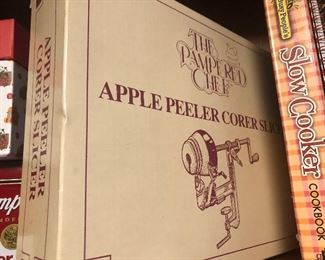 THE
PAMPERED
CHEF
APPLE PEELER CORER SLIC
APPLE PEELER
CORER SLICER
Slow Cooker
COOKBOOK